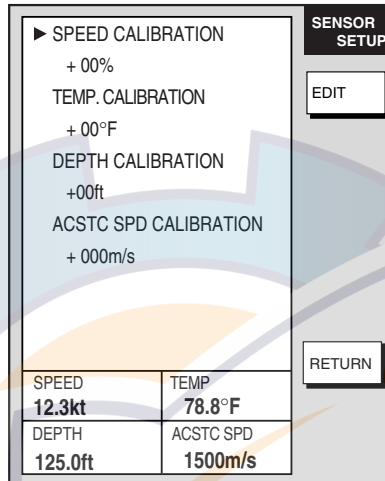 ▶ SPEED CALIBRATION
+ 00%
TEMP. CALIBRATION
+ 00°F
DEPTH CALIBRATION
+00ft
ACSTC SPD CALIBRATION
+ 000m/s
SPEED
12.3kt
TEMP
78.8°F
DEPTH
125.0ft
ACSTC SPD
1500m/s
SENSOR
SETUP
EDIT
RETURN